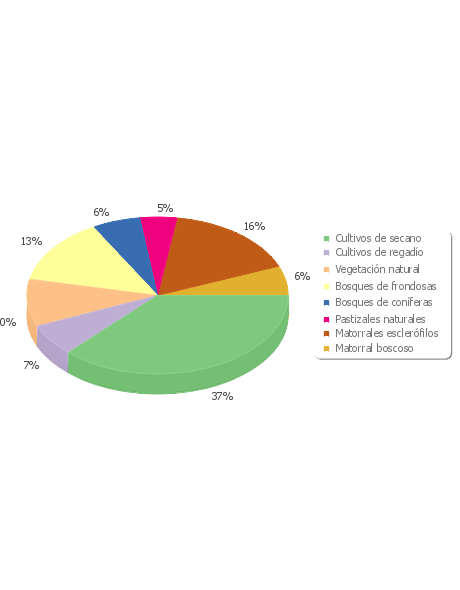 5%
6%
16%
13%
6%
0%
7%
37%
Cultivos de secano
Cultivos de regadío
Vegetación natural
Bosques de frondosas
Bosques de coníferas
Pastizales naturales
Matorrales esclerófilos
Matorral boscoso